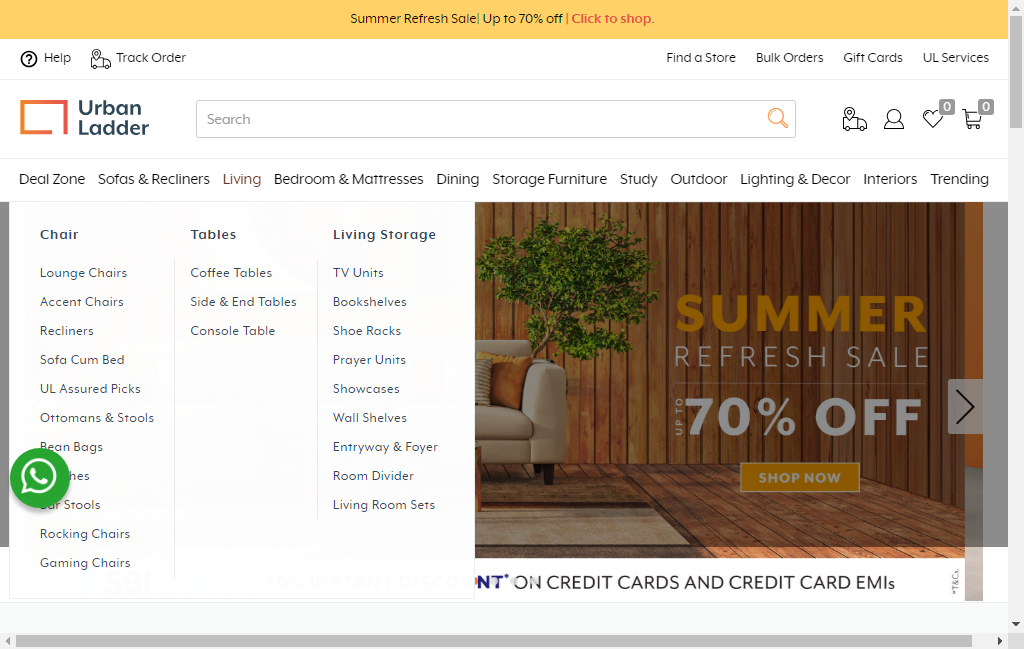 Summer Refresh Sale| Up to 70% off | Click to shop.
Help Track Order Find a Store Bulk Orders Gift Cards UL Services
Urban
Ladder
Search
0 0
Deal Zone Sofas & Recliners Living Bedroom & Mattresses Dining Storage Furniture Study Outdoor Lighting & Decor Interiors Trending
Chair
Lounge Chairs
Accent Chairs
Recliners
Sofa Cum Bed
UL Assured Picks
Ottomans & Stools
Bean Bags
Bar Stools
Rocking Chairs
Gaming Chairs
Tables
Coffee Tables
Side & End Tables
Console Table
Living Storage
TV Units
Bookshelves
Shoe Racks
Prayer Units
Showcases
Wall Shelves
Entryway & Foyer
Room Divider
Living Room Sets
SUMMER
REFRESH SALE
UP TO
70% OFF
SHOP NOW
SBI 10% INSTANT DISCOUNT* ON CREDIT CARDS AND CREDIT CARD EMIs
*T&Cs.